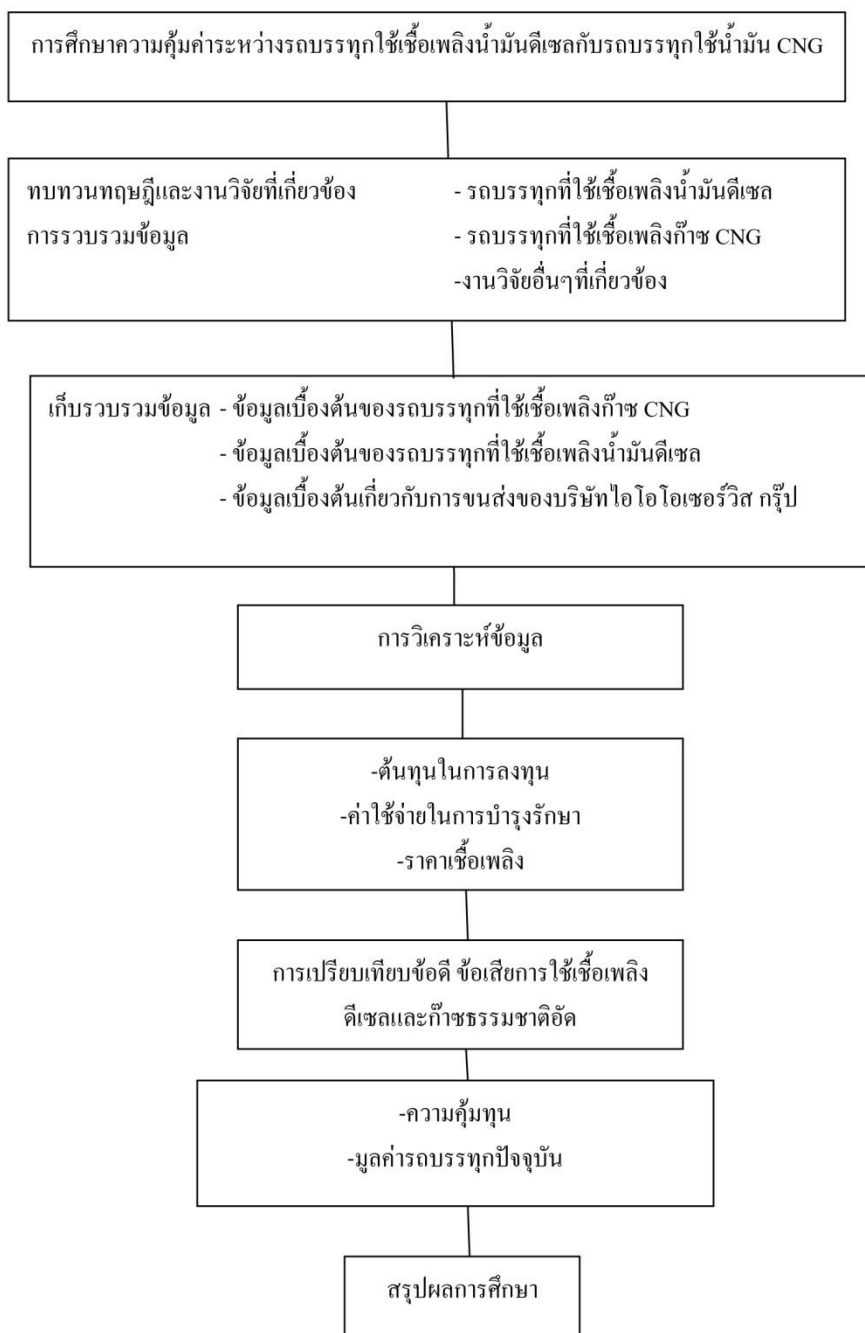 การศึกษาความคุ้มค่าระหว่างรถบรรทุกใช้เชื้อเพลิงน้ำมันดีเซลกับรถบรรทุกใช้น้ำมัน CNG
ทบทวนทฤษฎีและงานวิจัยที่เกี่ยวข้อง - รถบรรทุกที่ใช้เชื้อเพลิงน้ำมันดีเซล
การรวบรวมข้อมูล - รถบรรทุกที่ใช้เชื้อเพลิงก๊าซ CNG
-งานวิจัยอื่นๆที่เกี่ยวข้อง
เก็บรวบรวมข้อมูล - ข้อมูลเบื้องต้นของรถบรรทุกที่ใช้เชื้อเพลิงก๊าซ CNG
- ข้อมูลเบื้องต้นของรถบรรทุกที่ใช้เชื้อเพลิงน้ำมันดีเซล
- ข้อมูลเบื้องต้นเกี่ยวกับการขนส่งของบริษัทไอโอโอเซอร์วิส กรุ๊ป
การวิเคราะห์ข้อมูล
-ต้นทุนในการลงทุน
-ค่าใช้จ่ายในการบำรุงรักษา
-ราคาเชื้อเพลิง
การเปรียบเทียบข้อดี ข้อเสียการใช้เชื้อเพลิง
ดีเซลและก๊าซธรรมชาติอัด
-ความคุ้มทุน
-มูลค่ารถบรรทุกปัจจุบัน
สรุปผลการศึกษา